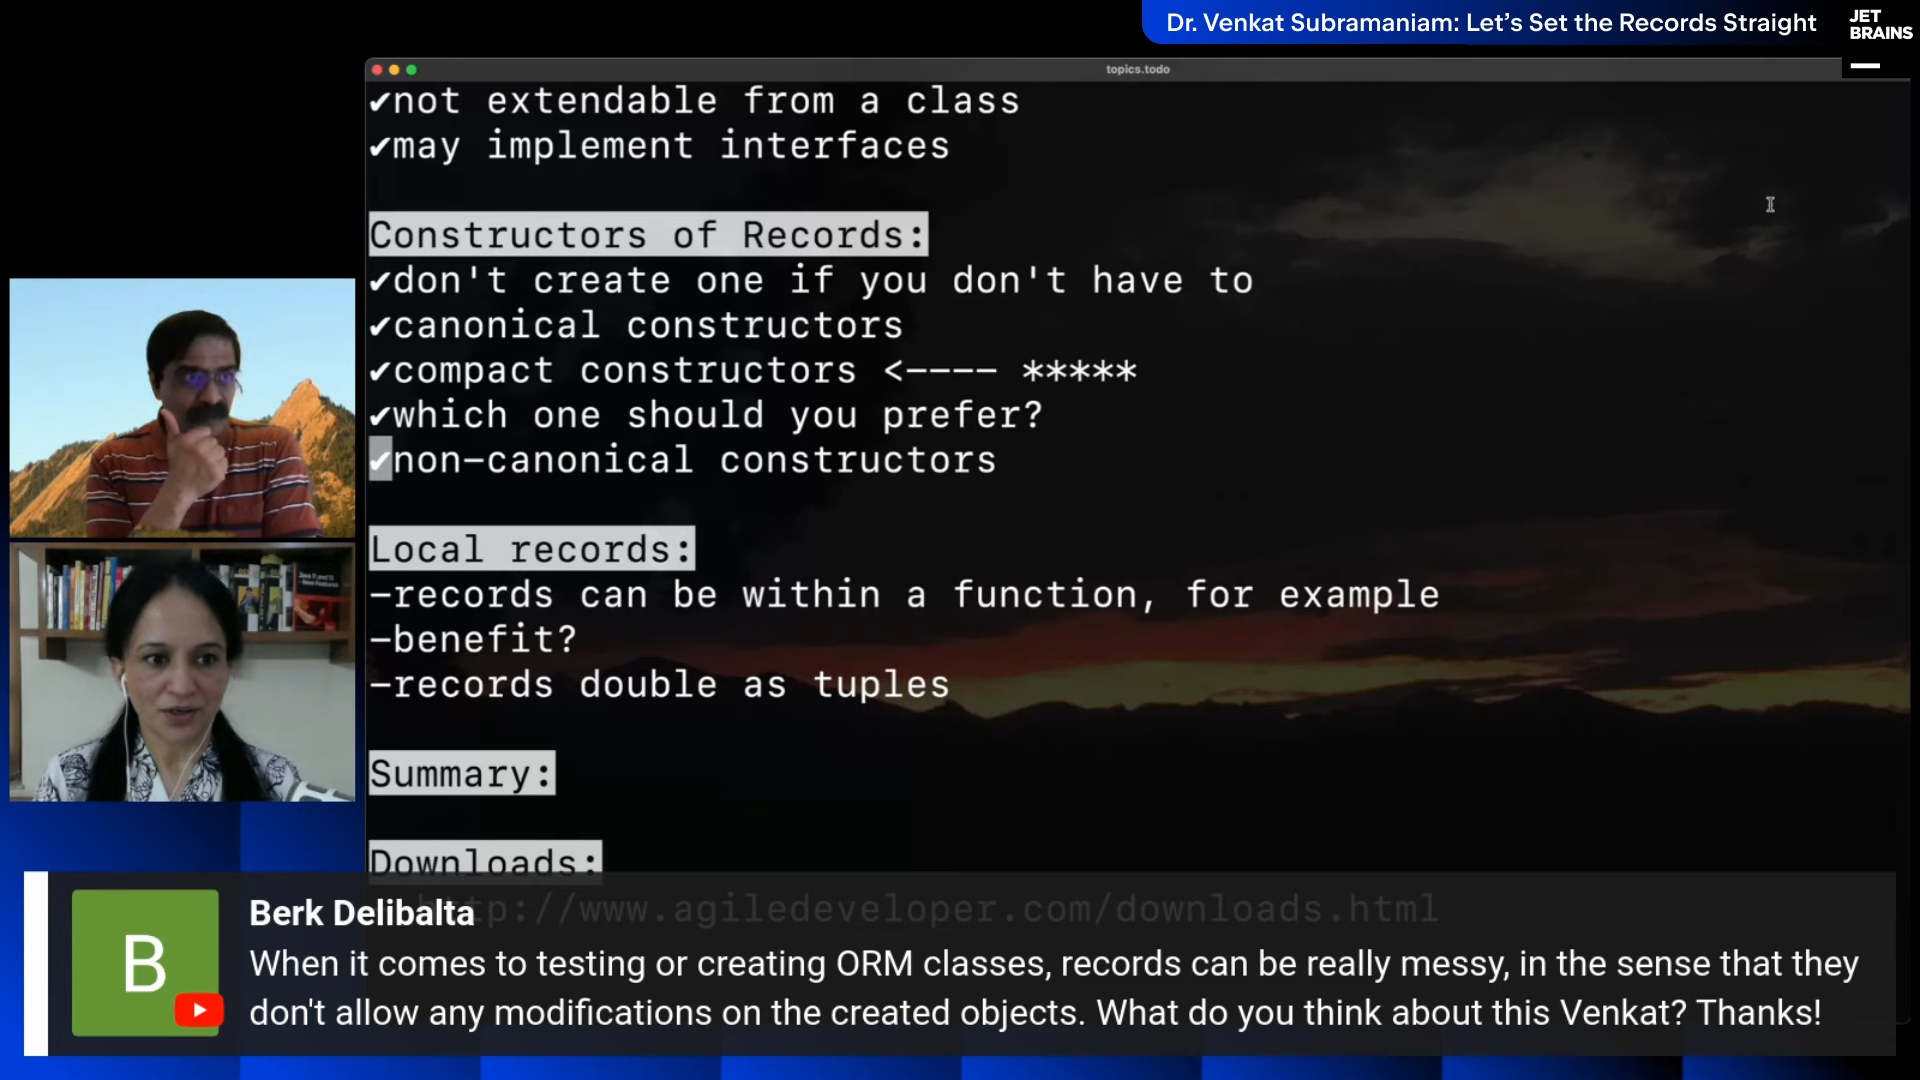 Dr. Venkat Subramaniam: Let’s Set the Records Straight
JET
BRAINS
topics.todo
✔not extendable from a class
✔may implement interfaces
Constructors of Records:
✔don't create one if you don't have to
✔canonical constructors
✔compact constructors <---- *****
✔which one should you prefer?
✔non-canonical constructors
Local records:
-records can be within a function, for example
-benefit?
-records double as tuples
Summary:
Downloads:
http://www.agiledeveloper.com/downloads.html
B
Berk Delibalta
When it comes to testing or creating ORM classes, records can be really messy, in the sense that they
don't allow any modifications on the created objects. What do you think about this Venkat? Thanks!